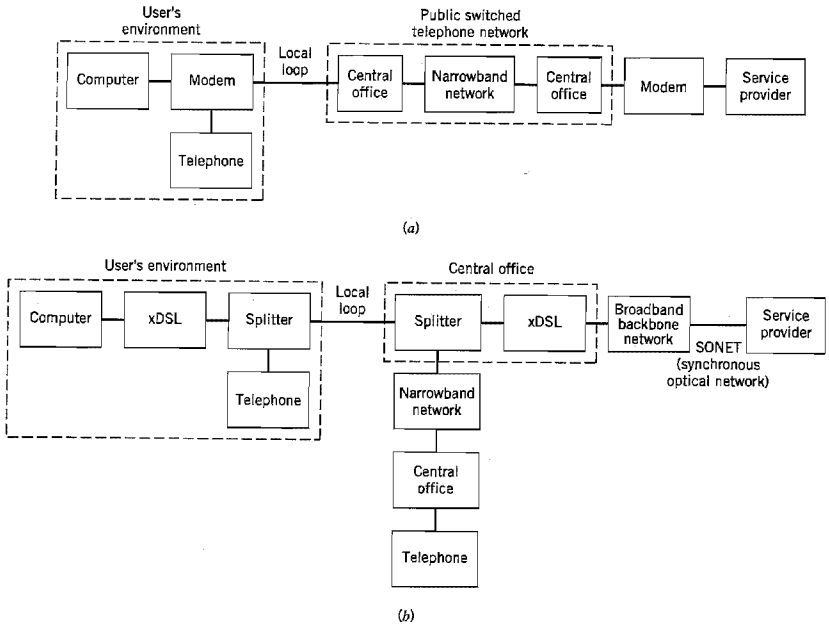 User's
environment
Public switched
telephone network
Local
loop
Computer
Modem
Central
office
Narrowband
network
Central
office
Modem
Service
provider
Telephone
(a)
User's environment
Central office
Local
loop
Computer
xDSL
Splitter
Splitter
xDSL
Broadband
backbone
network
Service
provider
SONET
(synchronous
optical network)
Telephone
Narrowband
network
Central
office
Telephone
(b)